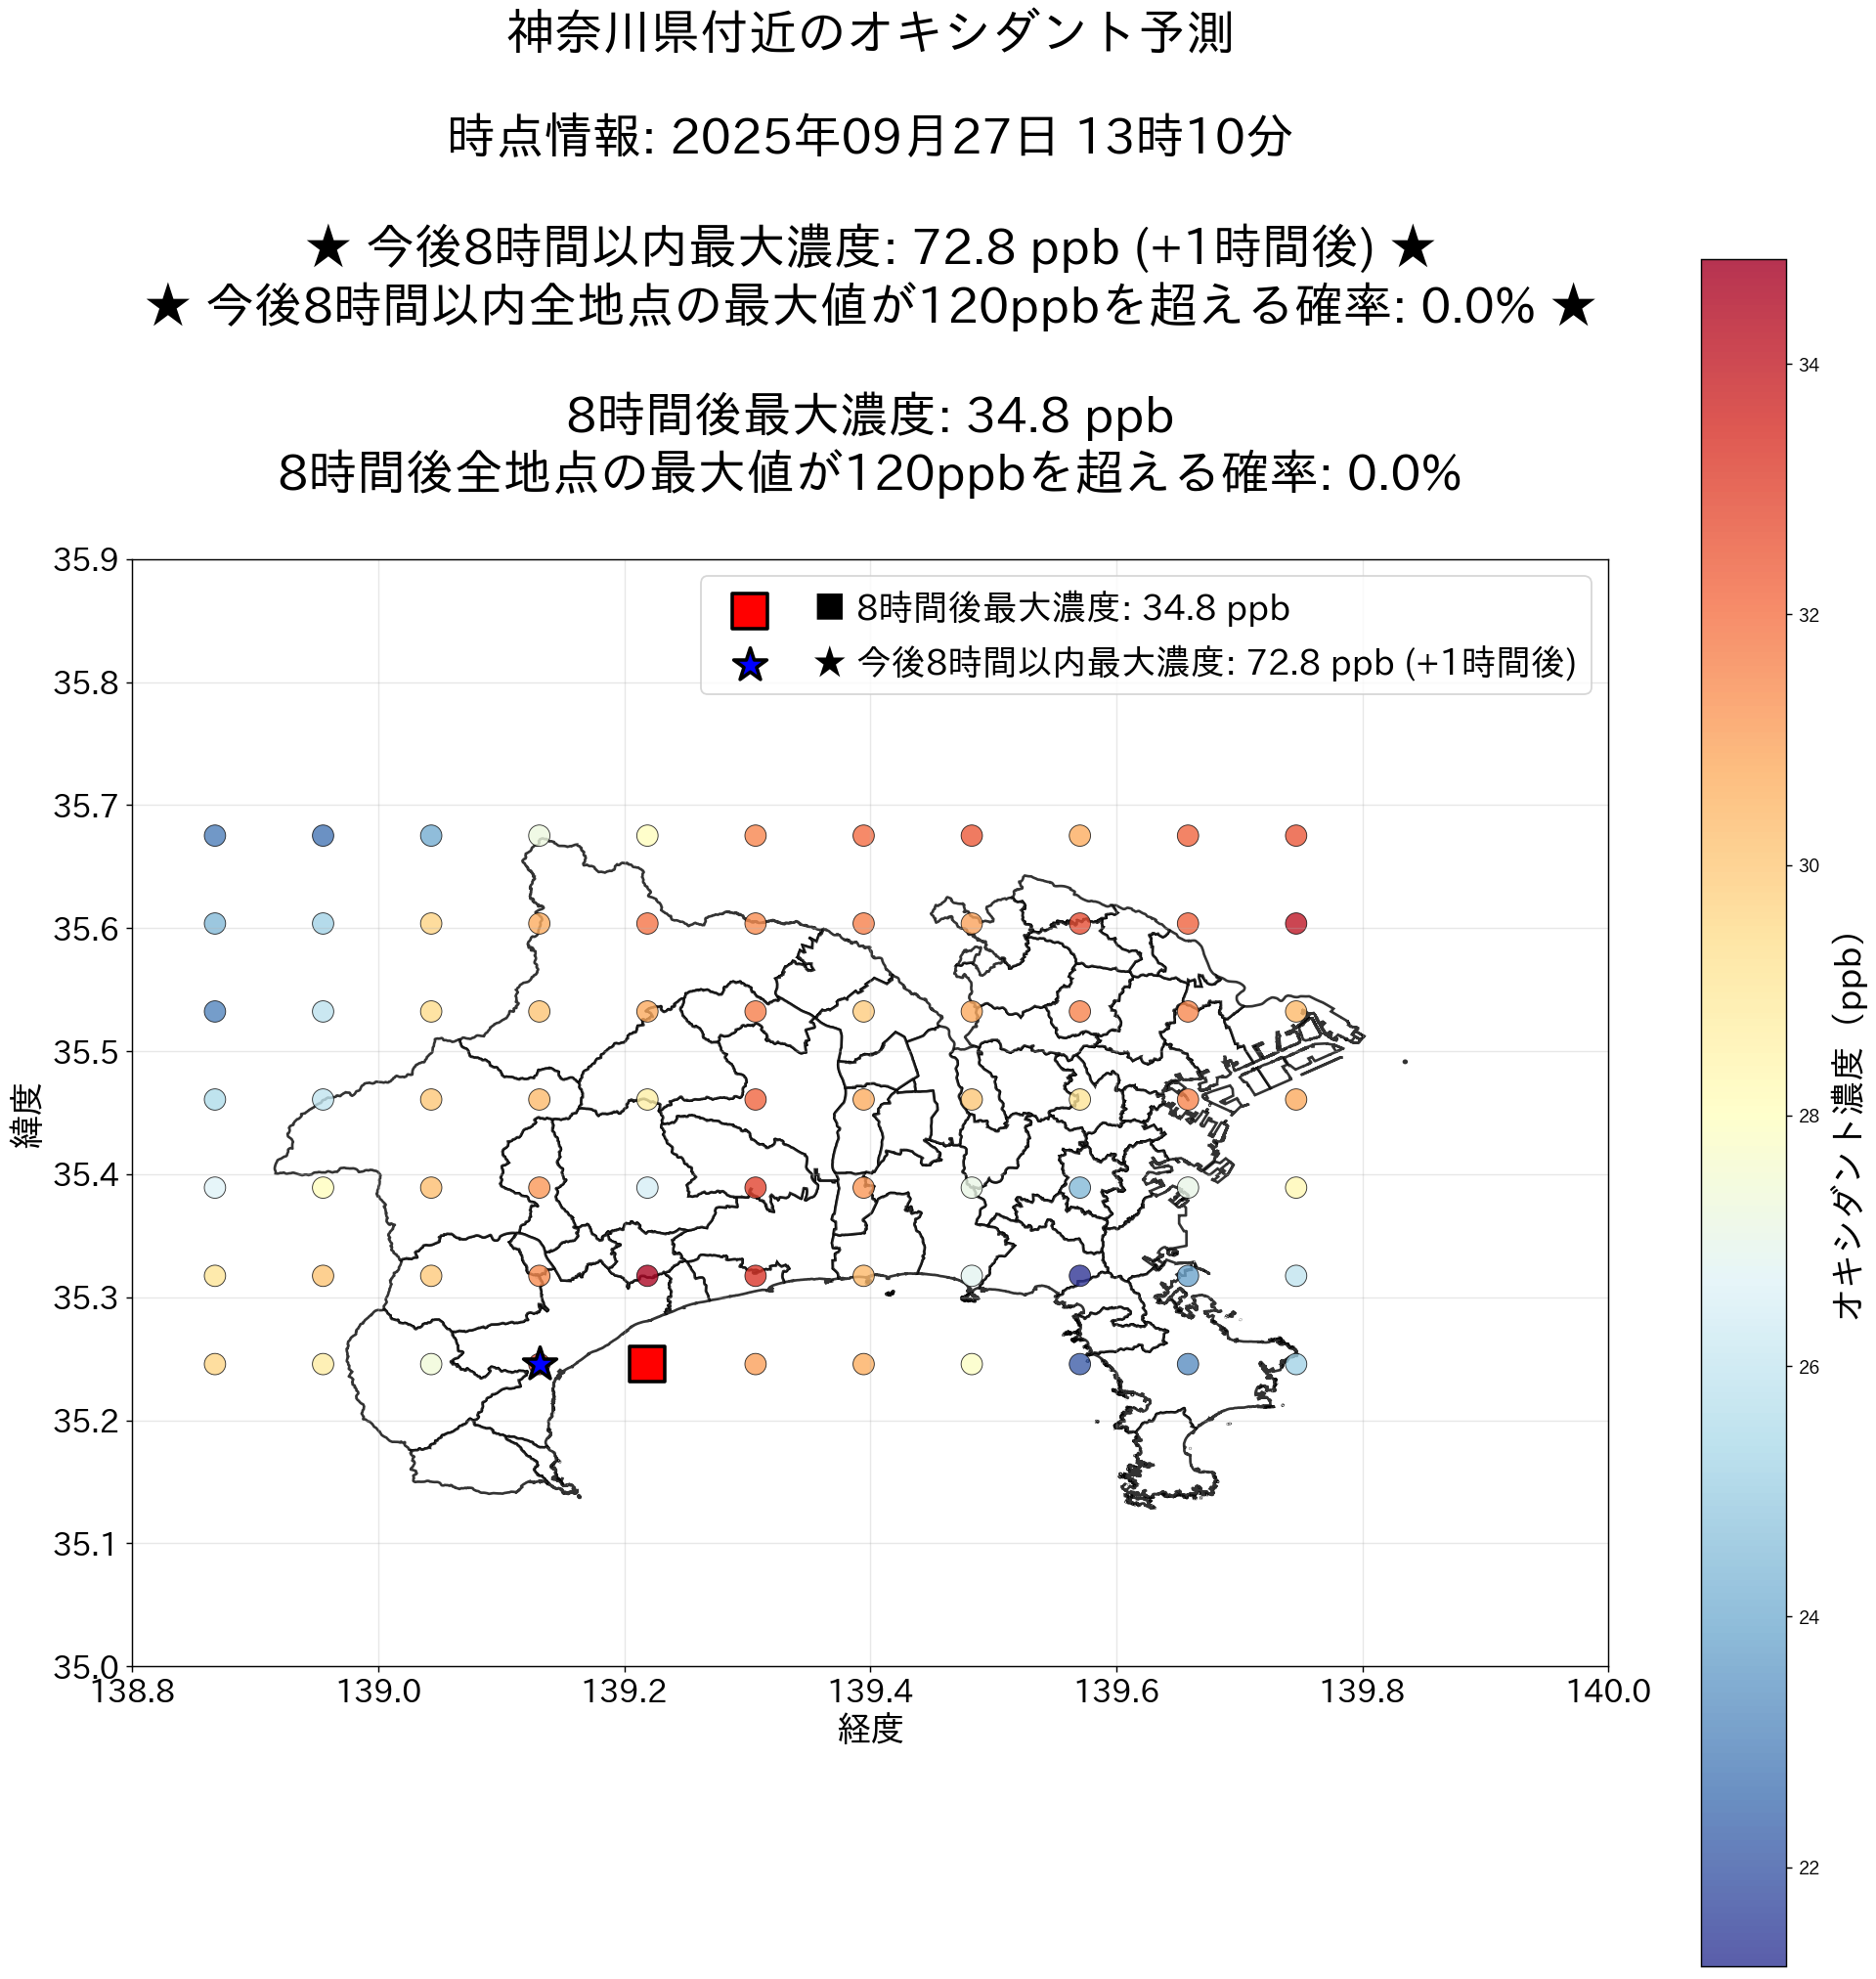 神奈川県付近のオキシダント予測
時点情報: 2025年09月27日 13時10分
★ 今後8時間以内最大濃度: 72.8 ppb (+1時間後) ★
★ 今後8時間以内全地点の最大値が120ppbを超える確率: 0.0% ★
8時間後最大濃度: 34.8 ppb
8時間後全地点の最大値が120ppbを超える確率: 0.0%
■ 8時間後最大濃度: 34.8 ppb
★ 今後8時間以内最大濃度: 72.8 ppb (+1時間後)
35.9
35.8
35.7
35.6
35.5
35.4
35.3
35.2
35.1
35.0
緯度
138.8
139.0
139.2
139.4
139.6
139.8
140.0
経度
34
32
30
28
26
24
22
オキシダント濃度（ppb）